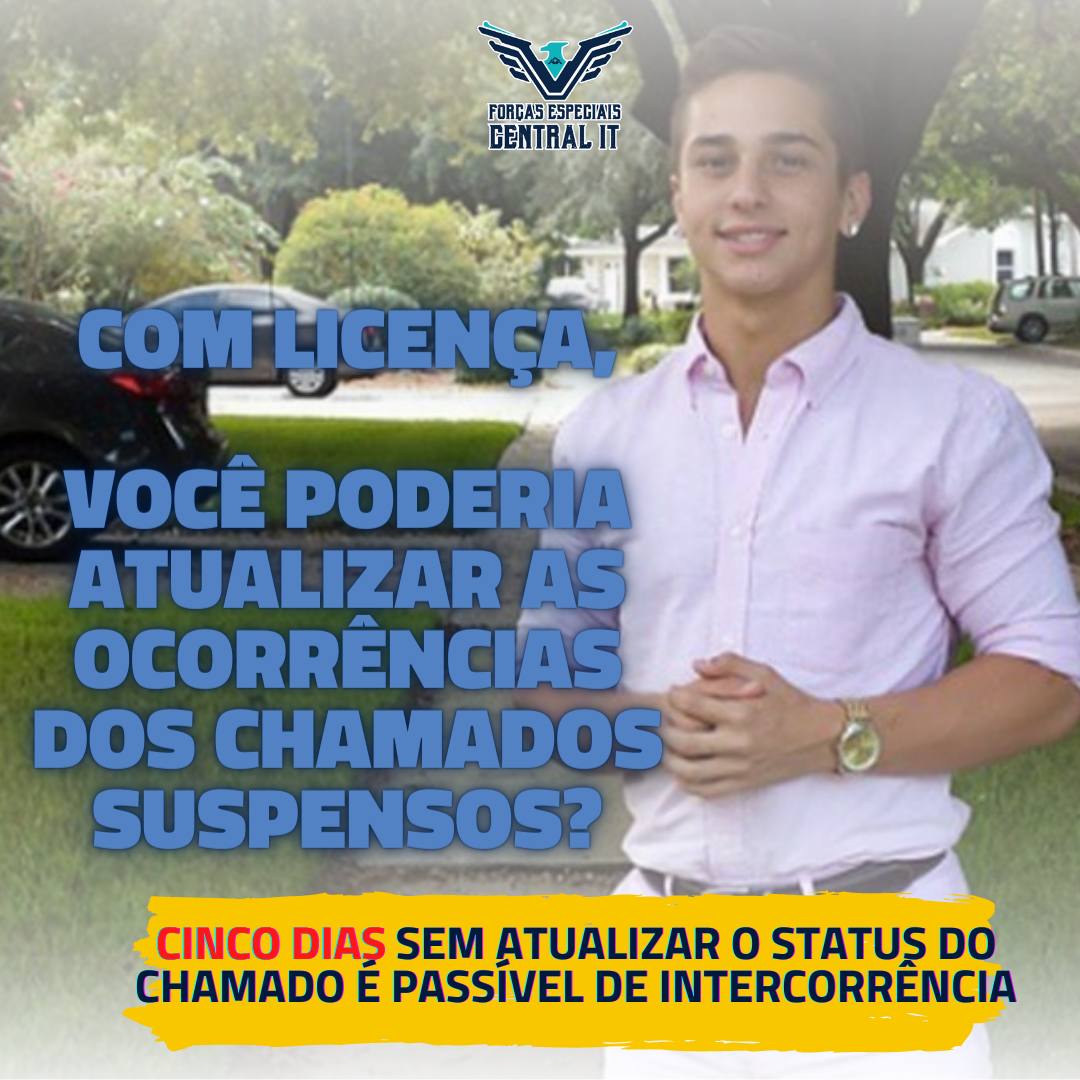 FORÇAS ESPECIAIS
CENTRAL IT
COM LICENÇA,
VOCÊ PODERIA
ATUALIZAR AS
OCORRÊNCIAS
DOS CHAMADOS
SUSPENSOS?
CINCO DIAS SEM ATUALIZAR O STATUS DO
CHAMADO É PASSÍVEL DE INTERCORRÊNCIA